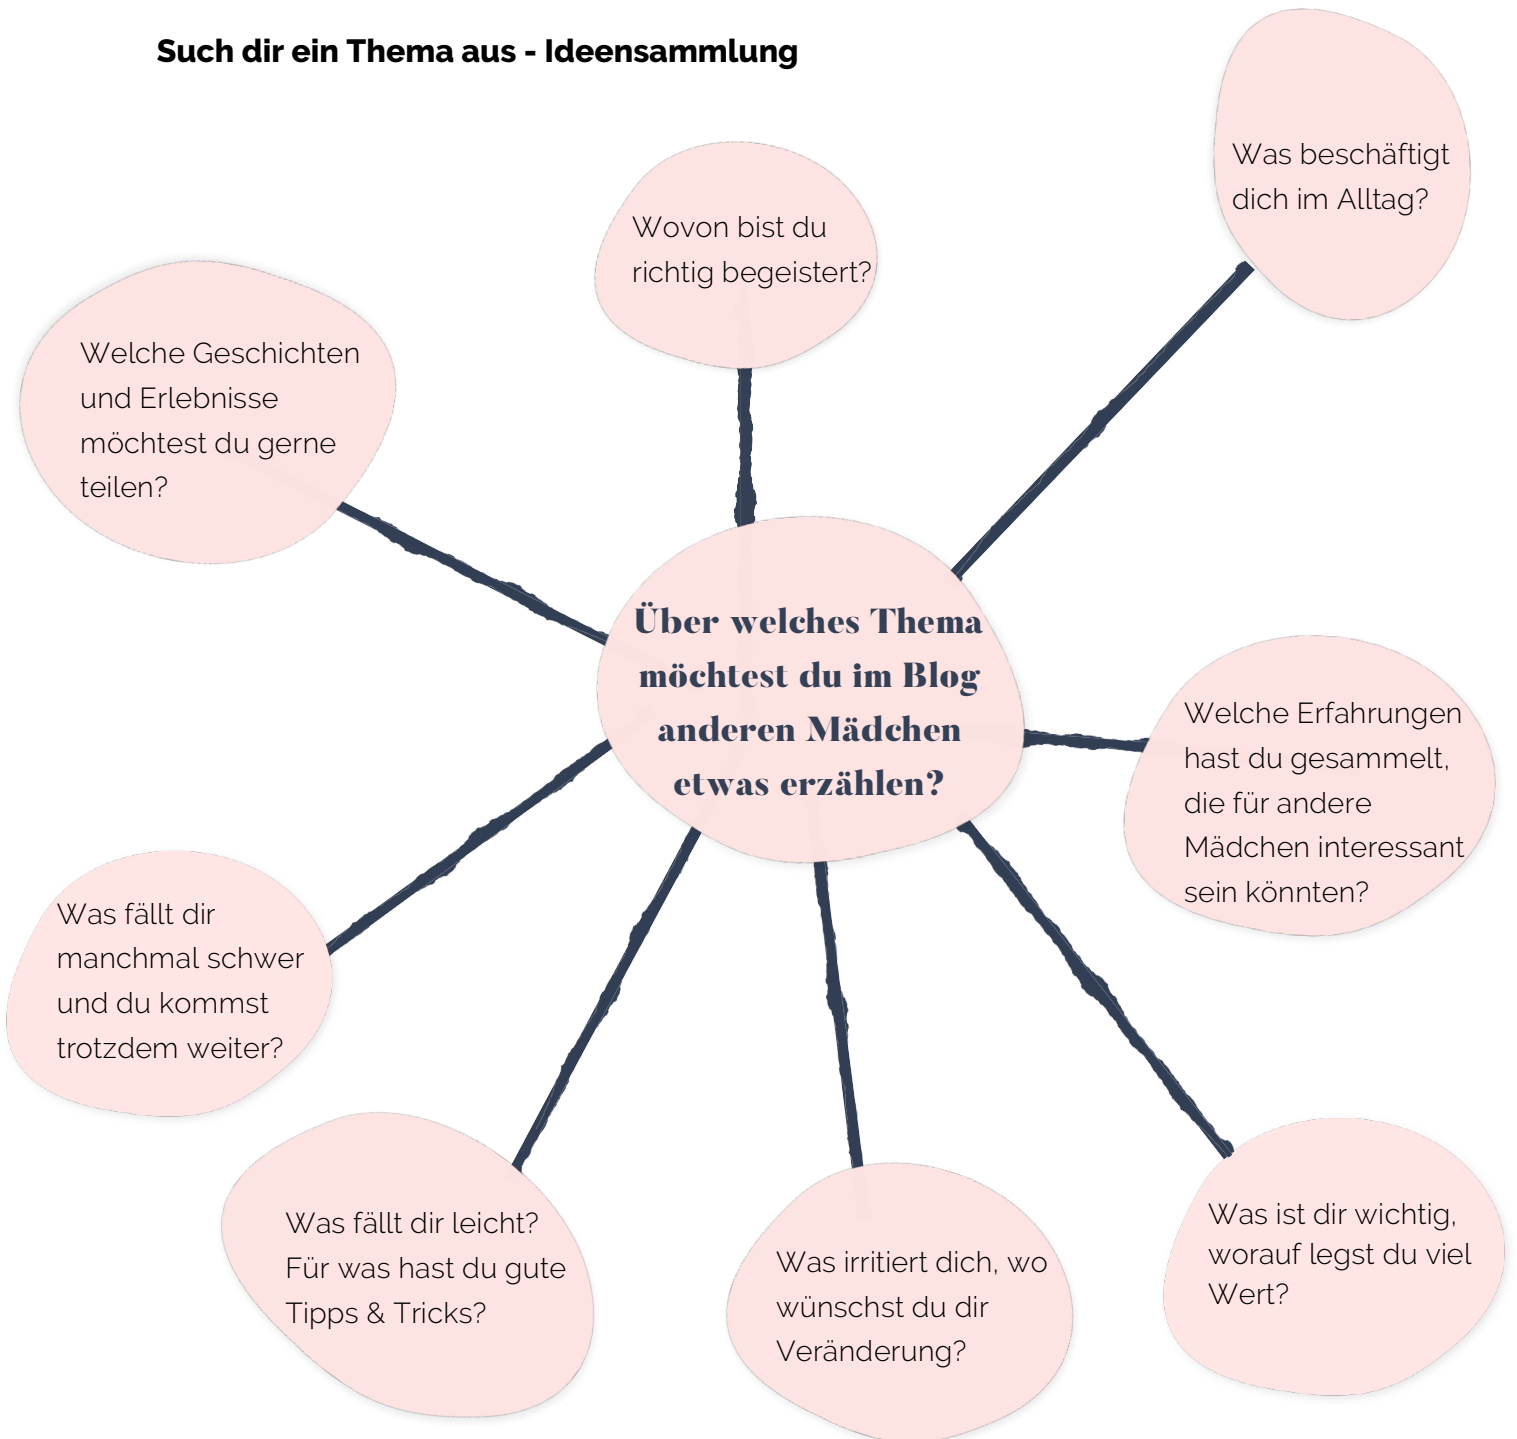 Such dir ein Thema aus - Ideensammlung
Was beschäftigt
dich im Alltag?
Wovon bist du
richtig begeistert?
Welche Geschichten
und Erlebnisse
möchtest du gerne
teilen?
Über welches Thema
möchtest du im Blog
anderen Mädchen
etwas erzählen?
Welche Erfahrungen
hast du gesammelt,
die für andere
Mädchen interessant
sein könnten?
Was fällt dir
manchmal schwer
und du kommst
trotzdem weiter?
Was fällt dir leicht?
Für was hast du gute
Tipps & Tricks?
Was irritiert dich, wo
wünschst du dir
Veränderung?
Was ist dir wichtig,
worauf legst du viel
Wert?